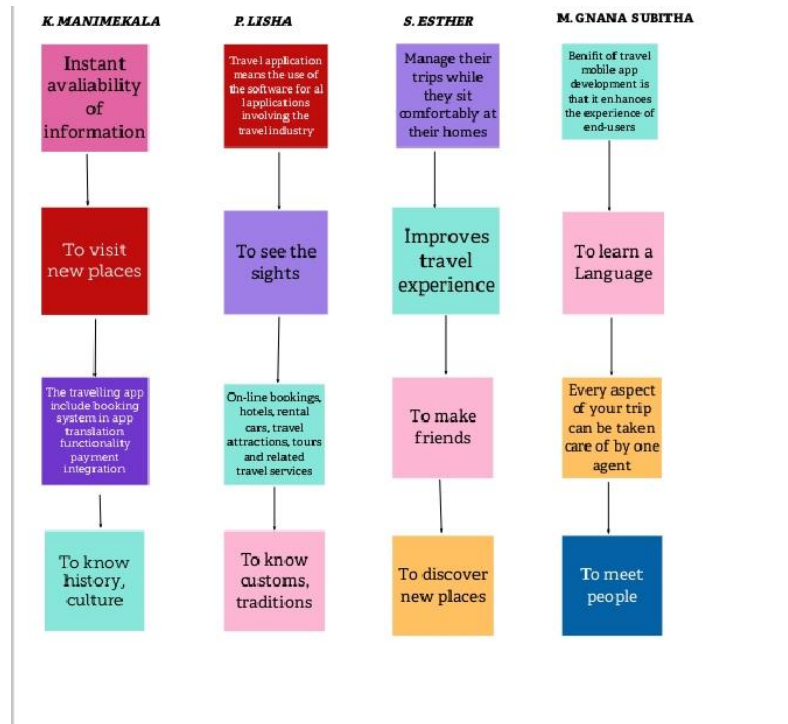 K. MANIMEKALA
Instant
avaliability
of
information
To visit
new places
The travelling app
include booking
system in app
translation
functionality
payment
integration
To know
history,
culture
P. LISHA
Travel application
means the use of
the software for al
l applications
involving the
travel industry
To see the
sights
On-line bookings,
hotels, rental
cars, travel
attractions, tours
and related
travel services
To know
customs,
traditions
S. ESTHER
Manage their
trips while
they sit
comfortably at
their homes
Improves
travel
experience
To make
friends
To discover
new places
M. GNANA SUBITHA
Benifit of travel
mobile app
development is
that it enhances
the experience of
end-users
To learn a
Language
Every aspect
of your trip
can be taken
care of by one
agent
To meet
people